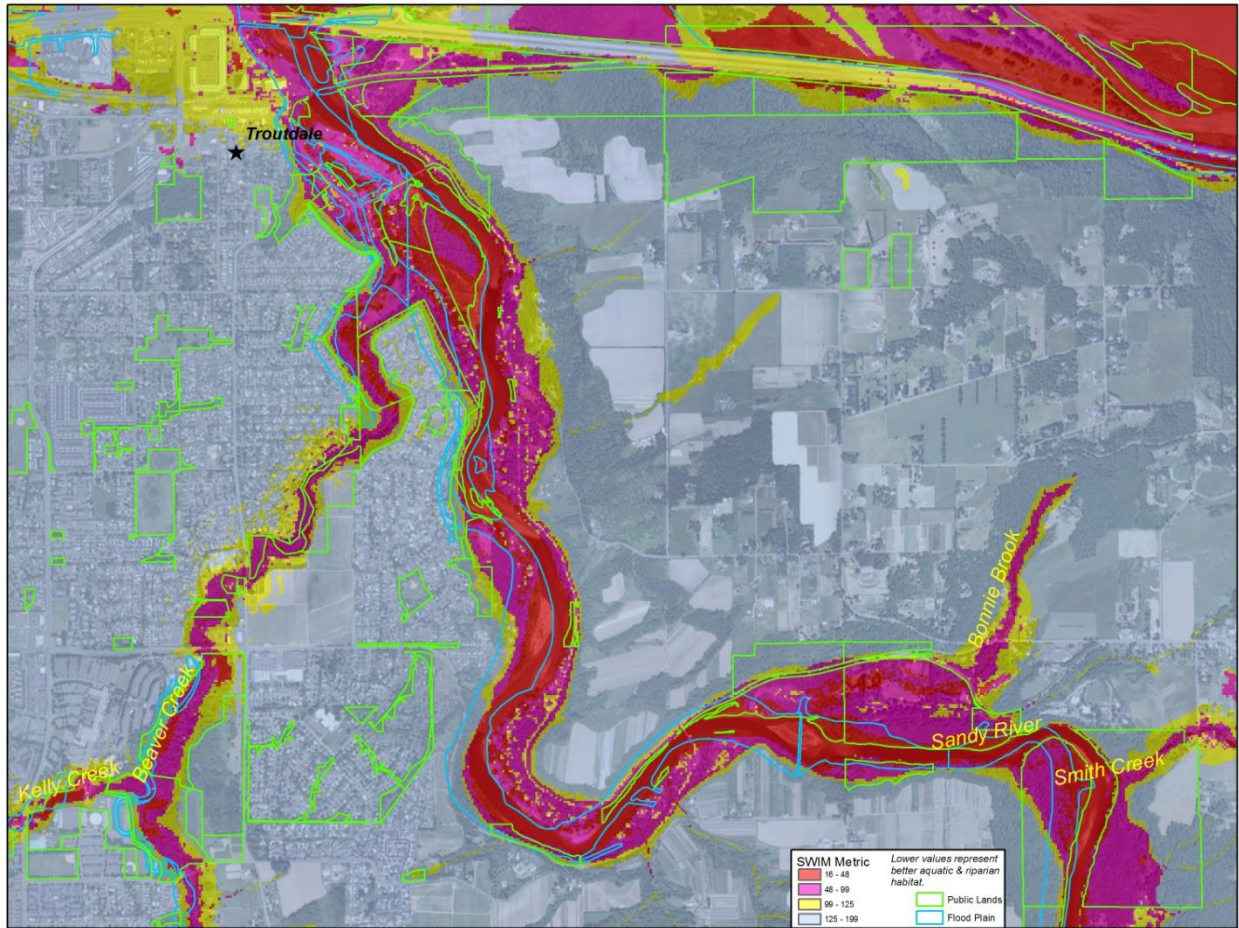 Troutdale
Bonnie Brook
Beaver Creek
Kelly Creek
Sandy River
Smith Creek
SWIM Metric
16 - 48
48 - 99
99 - 125
125 - 199
Lower values represent
better aquatic & riparian
habitat.
Public Lands
Flood Plain